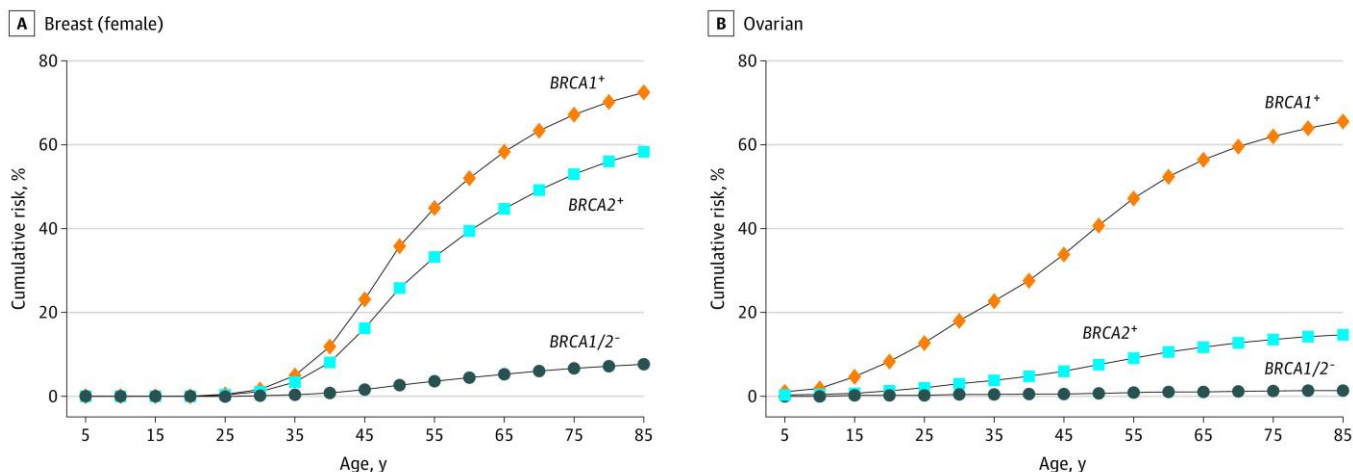 A Breast (female)
80
60
40
20
0
Cumulative risk, %
BRCA1+
BRCA2+
BRCA1/2-
5 15 25 35 45 55 65 75 85
Age, y
B Ovarian
80
60
40
20
0
Cumulative risk, %
BRCA1+
BRCA2+
BRCA1/2-
5 15 25 35 45 55 65 75 85
Age, y